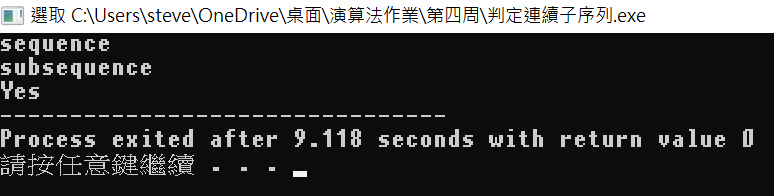 選取 C:\Users\steve\OneDrive\桌面\演算法作業\第四周\判定連續子序列.exe
sequence
subsequence
Yes
--------------------------------
Process exited after 9.118 seconds with return value 0
請按任意鍵繼續 . . . _